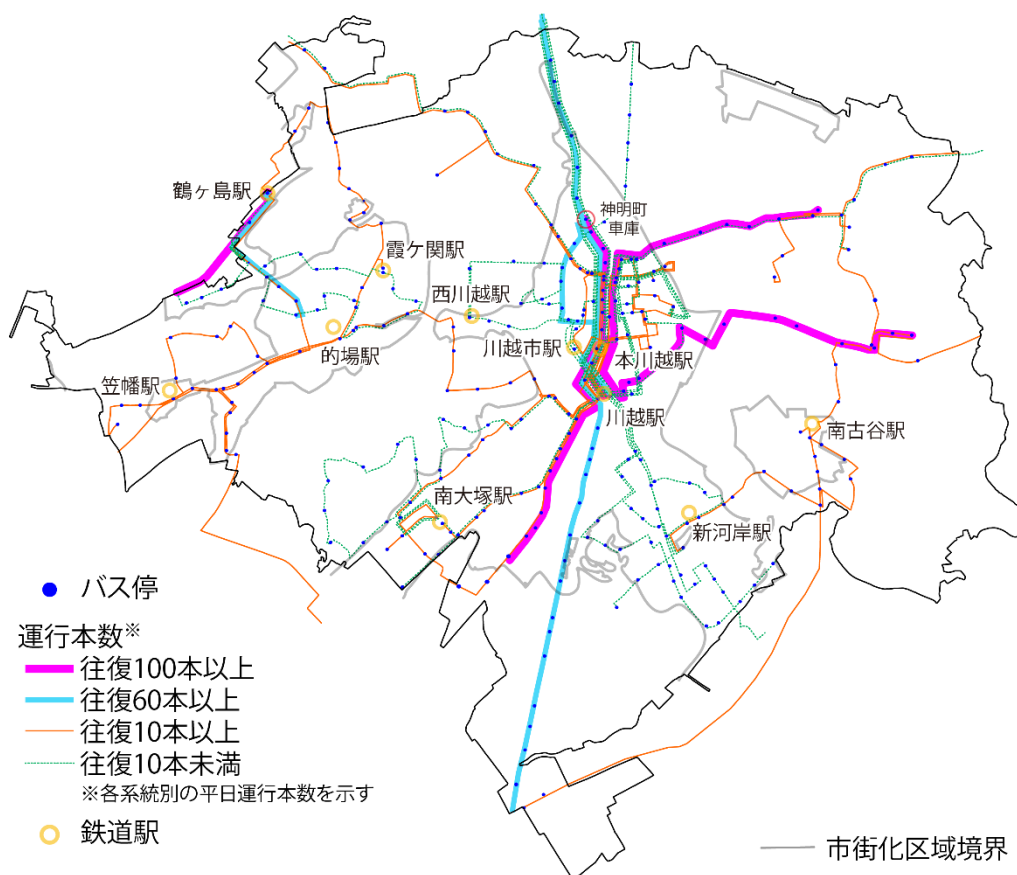 鶴ヶ島駅
神明町
車庫
霞ケ関駅
西川越駅
川越市駅
本川越駅
的場駅
笠幡駅
川越駅
南古谷駅
南大塚駅
新河岸駅
バス停
運行本数※
往復100本以上
往復60本以上
往復10本以上
往復10本未満
※各系統別の平日運行本数を示す
鉄道駅
市街化区域境界